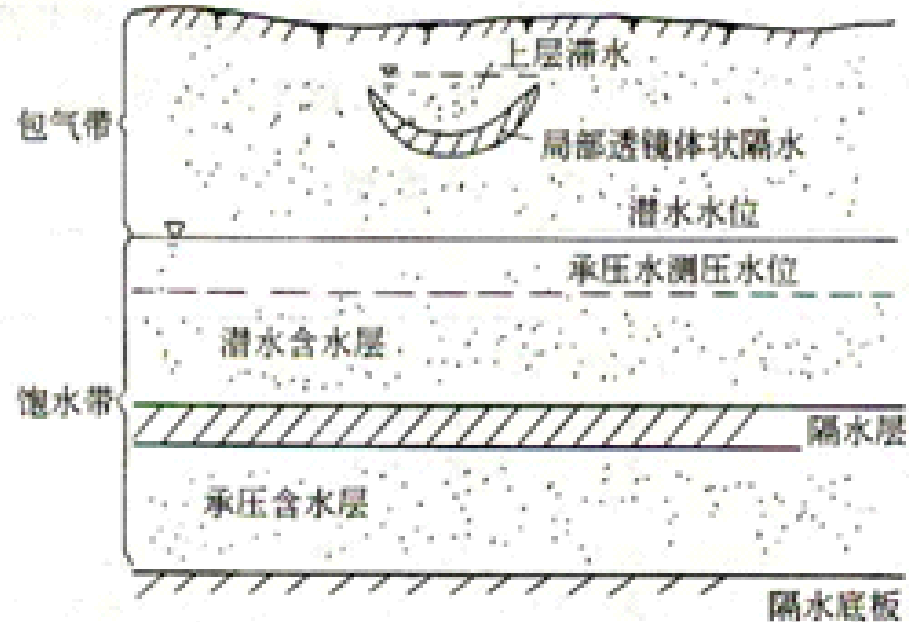 上层滞水
包气带
局部透镜体状隔水
潜水水位
承压水测压水位
潜水含水层
饱水带
隔水层
承压含水层
隔水底板